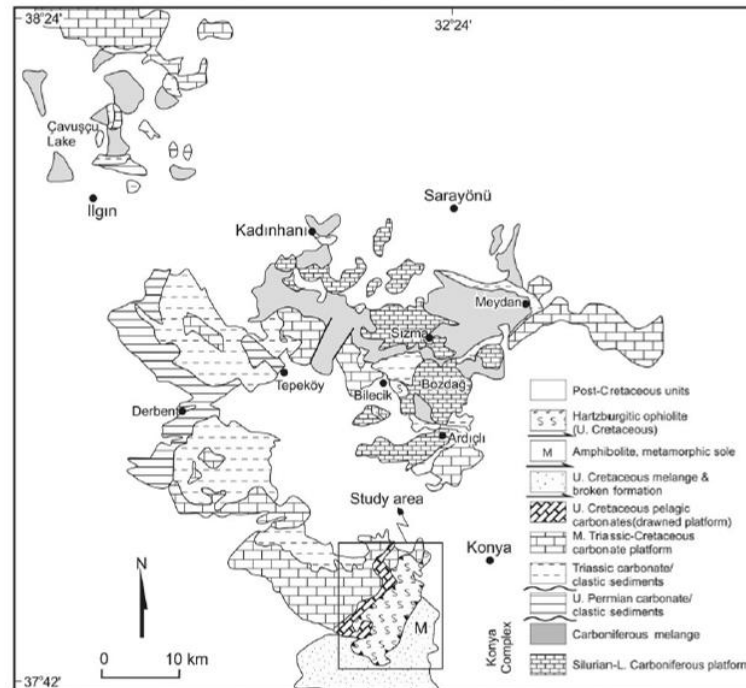 38°24'
32°24'
Çavuşçu
Lake
Ilgın
Sarayönü
Kadınhanı
Meydan
Sızma
Tepeköy
Bilecik
Bozdağ
Derbent
Ardıçlı
Study area
Konya
N
M
0 10 km
37°42'
Post-Cretaceous units
S S Hartzburgitic ophiolite
(U. Cretaceous)
M Amphibolite, metamorphic sole
U. Cretaceous melange &
broken formation
U. Cretaceous pelagic
carbonates(drawned platform)
M. Triassic-Cretaceous
carbonate platform
Triassic carbonate/
clastic sediments
U. Permian carbonate/
clastic sediments
Konya
Complex
Carboniferous melange
Silurian-L. Carboniferous platform